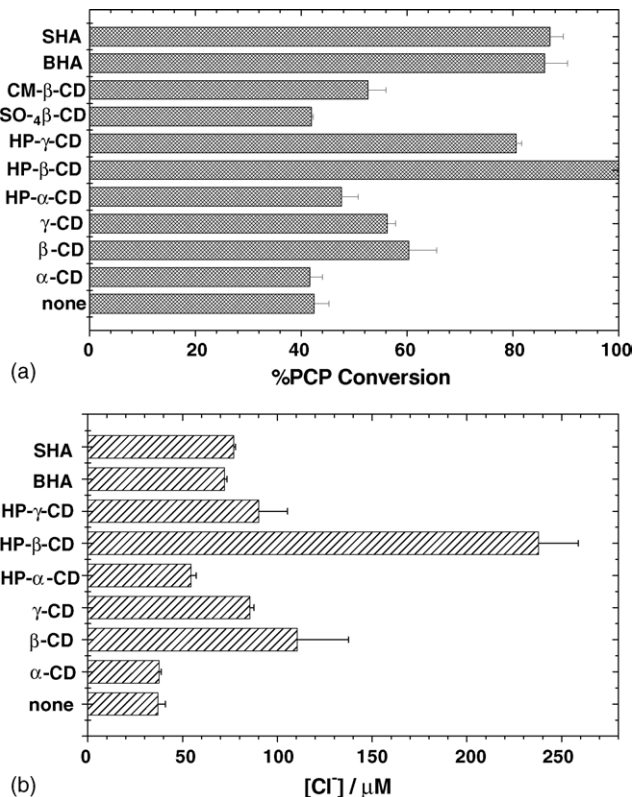 SHA
BHA
CM-β-CD
SO-₄β-CD
HP-γ-CD
HP-β-CD
HP-α-CD
γ-CD
β-CD
α-CD
none
0 20 40 60 80 100
(a)
%PCP Conversion
SHA
BHA
HP-γ-CD
HP-β-CD
HP-α-CD
γ-CD
β-CD
α-CD
none
0 50 100 150 200 250
(b)
[Cl⁻] / μM